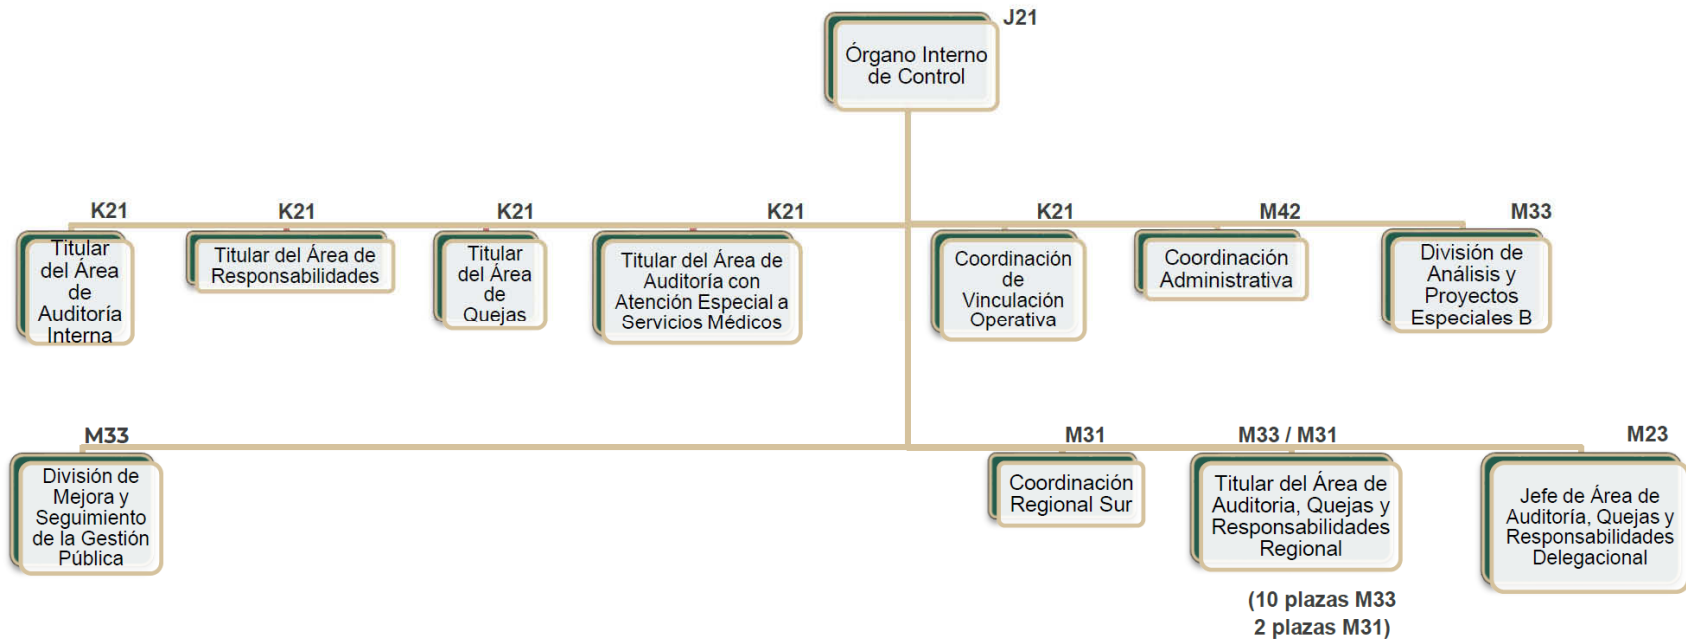 J21
Órgano Interno
de Control
K21
K21
K21
K21
K21
M42
M33
Titular
del Área
de
Auditoría
Interna
Titular del Área de
Responsabilidades
Titular
del Área
de
Quejas
Titular del Área de
Auditoría con
Atención Especial a
Servicios Médicos
Coordinación
de
Vinculación
Operativa
Coordinación
Administrativa
División de
Análisis y
Proyectos
Especiales B
M33
M31
M33 / M31
M23
División de
Mejora y
Seguimiento
de la Gestión
Pública
Coordinación
Regional Sur
Titular del Área de
Auditoria, Quejas y
Responsabilidades
Regional
Jefe de Área de
Auditoría, Quejas y
Responsabilidades
Delegacional
(10 plazas M33
2 plazas M31)